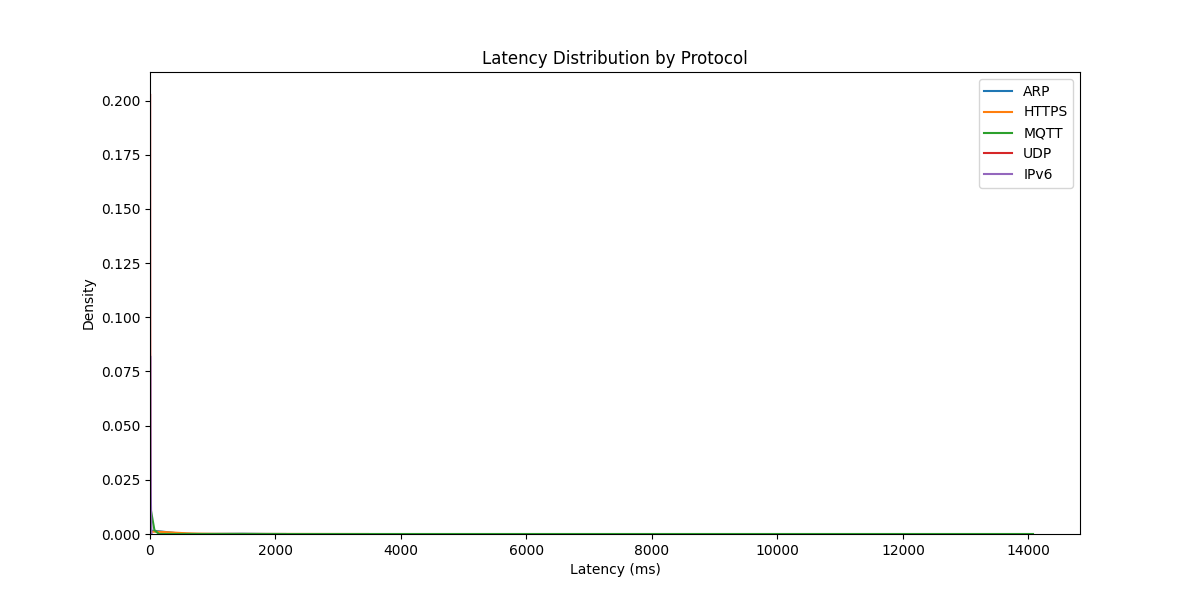 Latency Distribution by Protocol
0.200
0.175
0.150
0.125
0.100
0.075
0.050
0.025
0.000
Density
ARP
HTTPS
MQTT
UDP
IPv6
0 2000 4000 6000 8000 10000 12000 14000
Latency (ms)